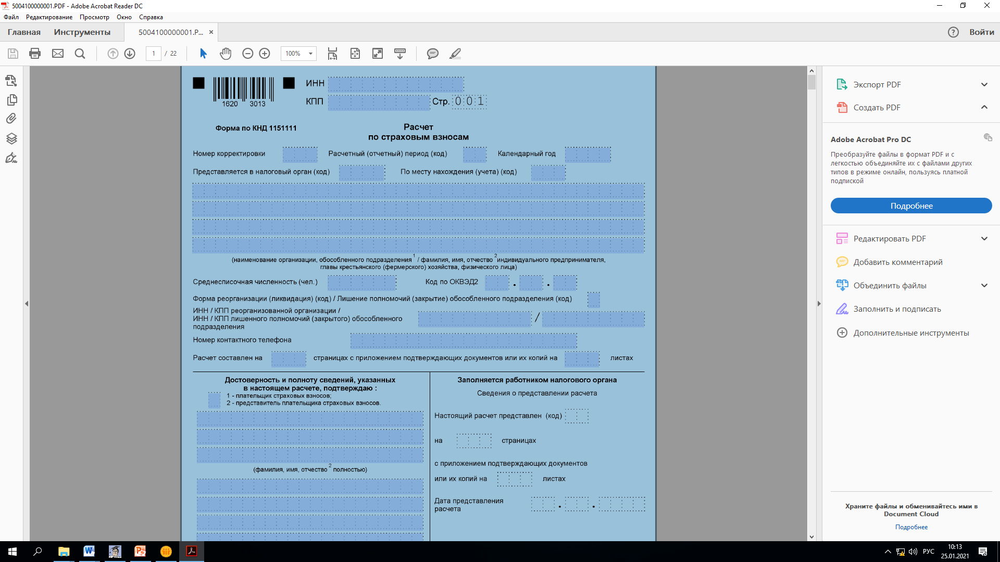 5004100000001.PDF - Adobe Acrobat Reader DC
Файл Редактирование Просмотр Окно Справка
Главная Инструменты 5004100000001.P... Войти
1 / 22 100%
1620 3013
ИНН
КПП Стр. 001
Форма по КНД 1151111
Расчет
по страховым взносам
Номер корректировки Расчетный (отчетный) период (код) Календарный год
Представляется в налоговый орган (код) По месту нахождения (учета) (код)
(наименование организации, обособленного подразделения 1 / фамилия, имя, отчество 2 индивидуального предпринимателя,
главы крестьянского (фермерского) хозяйства, физического лица)
Среднесписочная численность (чел.) Код по ОКВЭД2 . .
Форма реорганизации (ликвидация) (код) / Лишение полномочий (закрытие) обособленного подразделения (код)
ИНН / КПП реорганизованной организации /
ИНН / КПП лишенного полномочий (закрытого) обособленного
подразделения /
Номер контактного телефона
Расчет составлен на страницах с приложением подтверждающих документов или их копий на листах
Достоверность и полноту сведений, указанных
в настоящем расчете, подтверждаю :
1 - плательщик страховых взносов;
2 - представитель плательщика страховых взносов.
(фамилия, имя, отчество 2 полностью)
Заполняется работником налогового органа
Сведения о представлении расчета
Настоящий расчет представлен (код)
на страницах
с приложением подтверждающих документов
или их копий на листах
Дата представления
расчета . .
Экспорт PDF
Создать PDF
Adobe Acrobat Pro DC
Преобразуйте файлы в формат PDF и с
легкостью объединяйте их с файлами других
типов в режиме онлайн, пользуясь платной
подпиской
Подробнее
Редактировать PDF
Добавить комментарий
Объединить файлы
Заполнить и подписать
Дополнительные инструменты
Храните файлы и обменивайтесь ими в
Document Cloud
Подробнее
РУС 10:13
25.01.2021